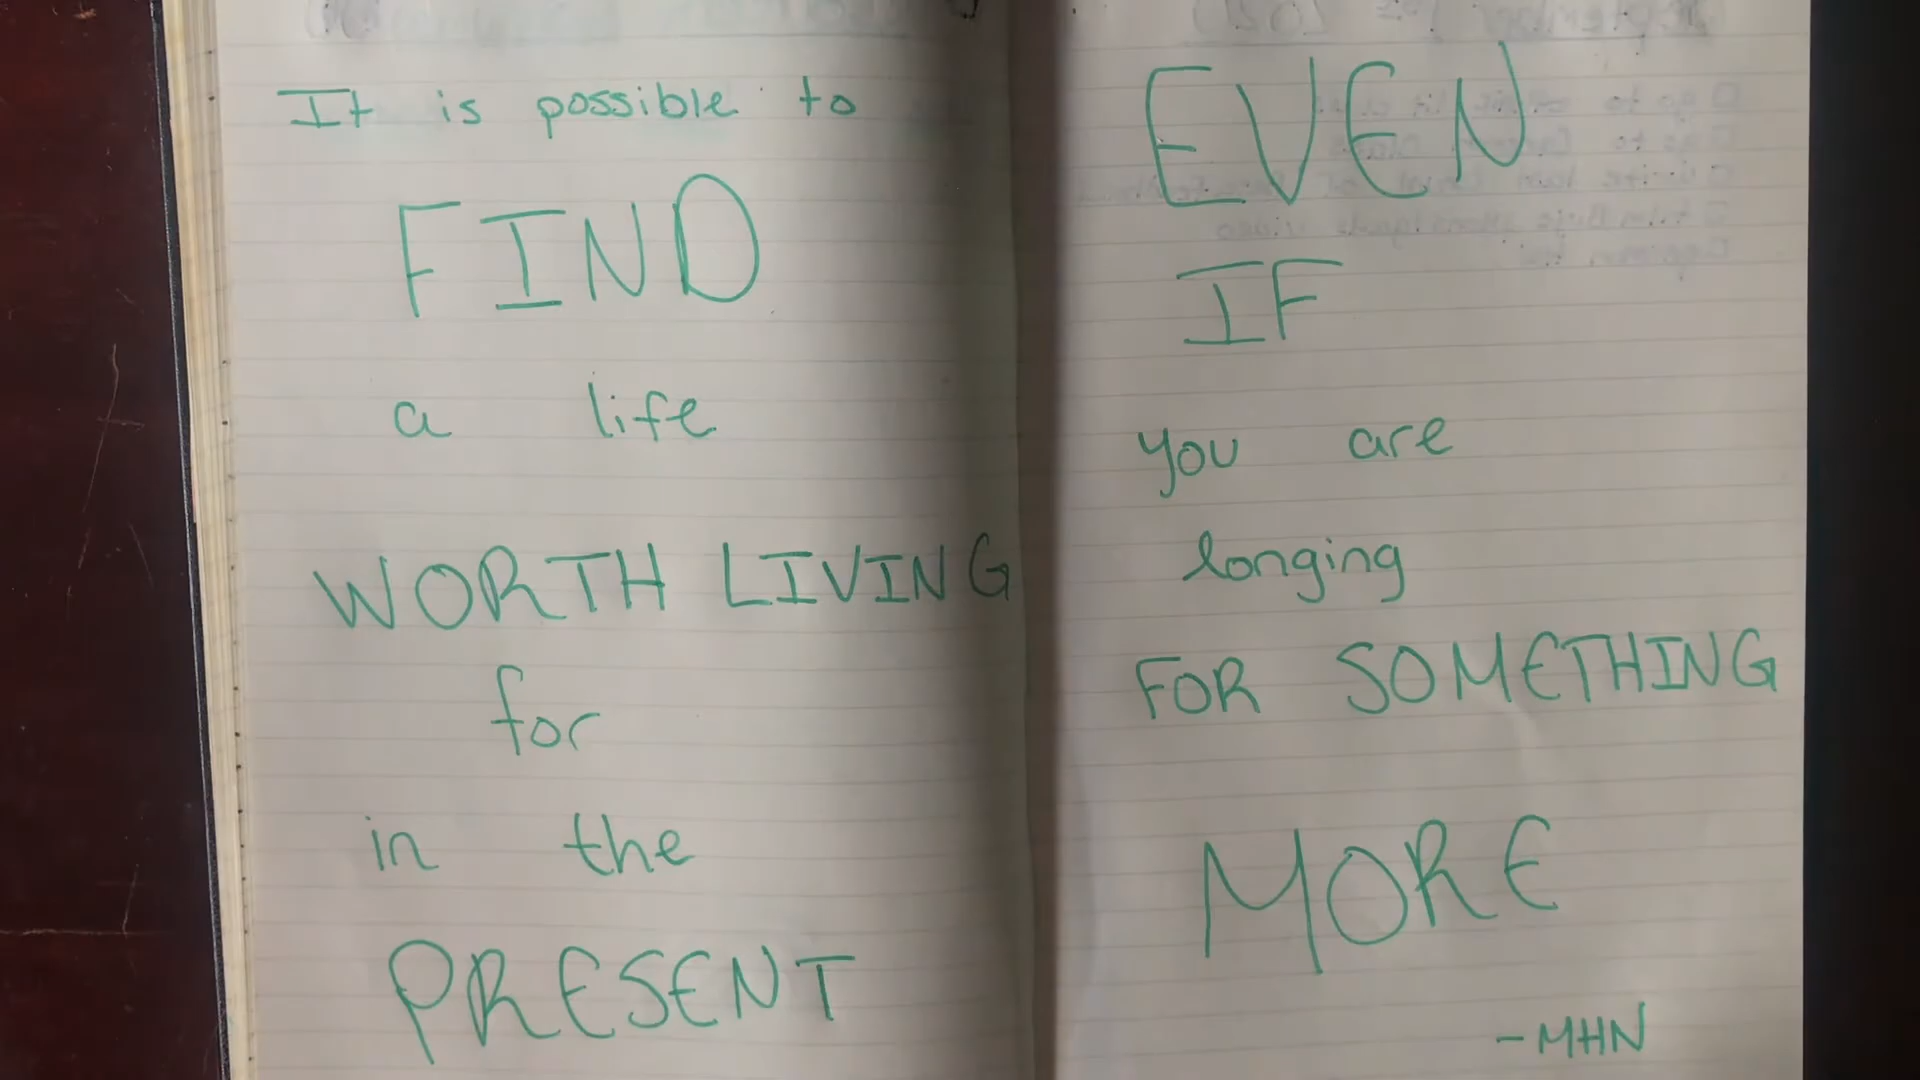 It is possible to
FIND
a life
WORTH LIVING
for
in the
PRESENT
EVEN
IF
you are
longing
FOR SOMETHING
MORE
-MHN